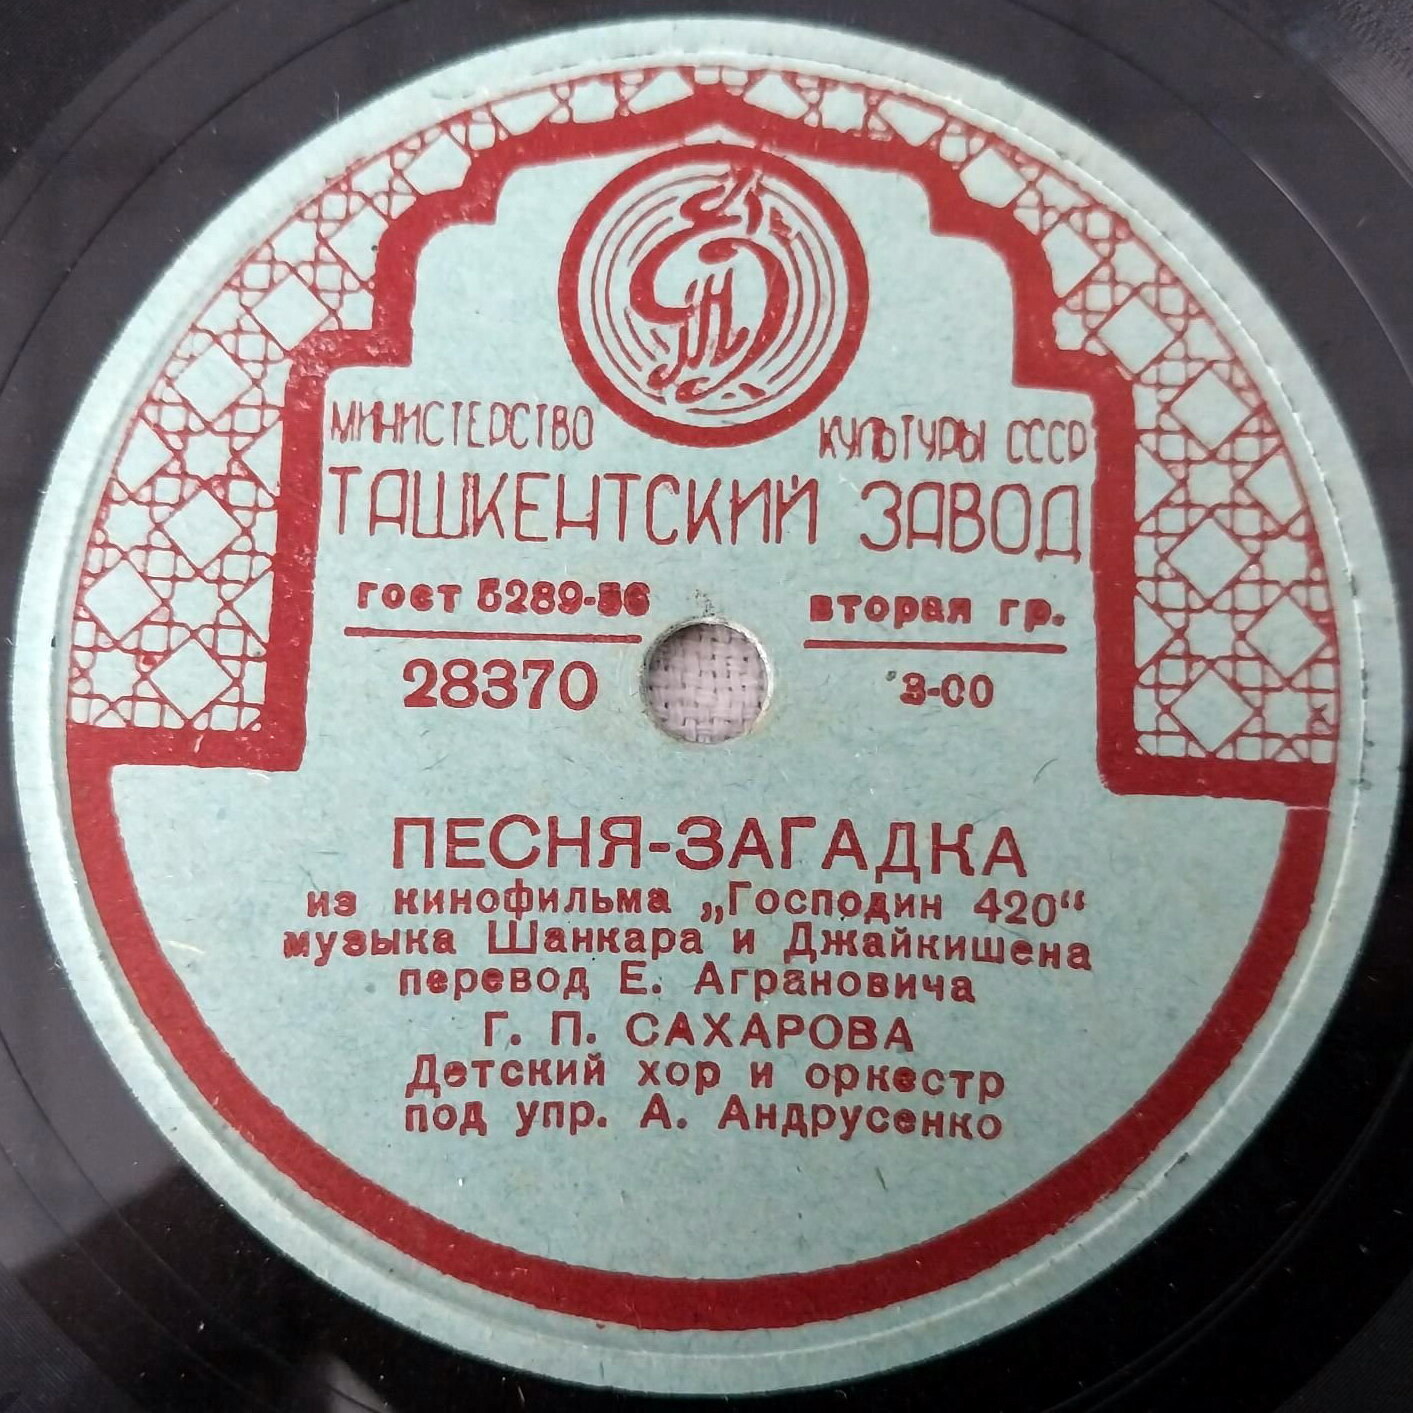 МИНИСТЕРСТВО КУЛЬТУРЫ СССР
ТАШКЕНТСКИЙ ЗАВОД
гост 5289-56 вторая гр.
28370 3-00
ПЕСНЯ-ЗАГАДКА
из кинофильма „Господин 420“
музыка Шанкара и Джайкишена
перевод Е. Аграновича
Г. П. САХАРОВА
Детский хор и оркестр
под упр. А. Андрусенко